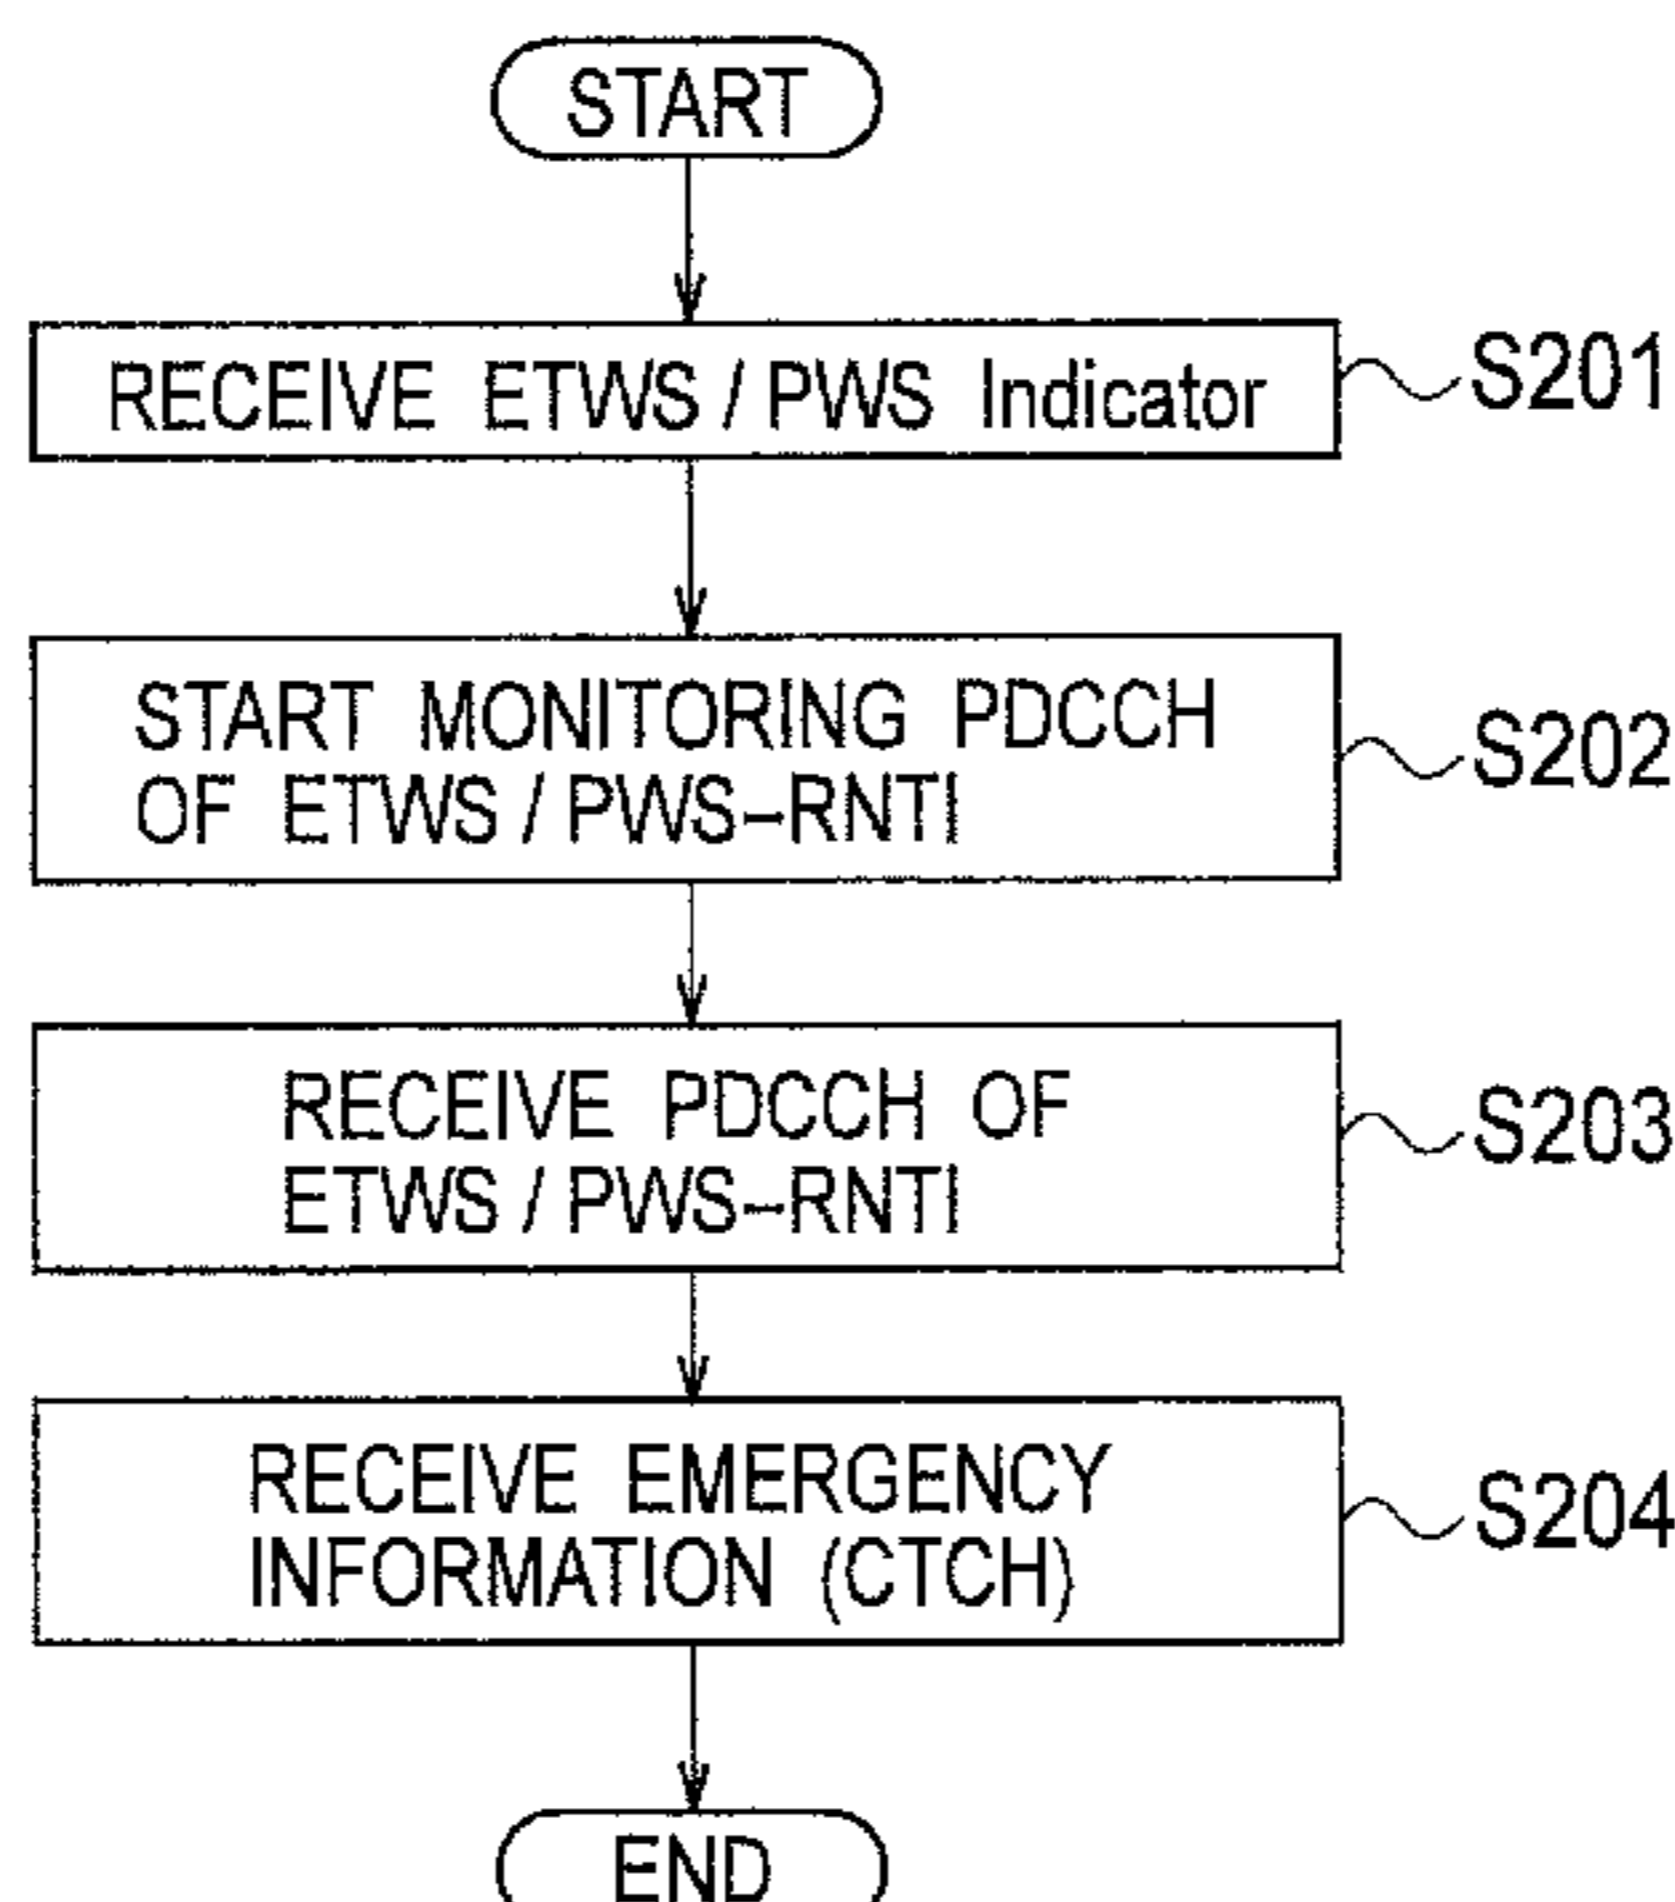 START
RECEIVE ETWS / PWS Indicator
S201
START MONITORING PDCCH
OF ETWS / PWS-RNTI
S202
RECEIVE PDCCH OF
ETWS / PWS-RNTI
S203
RECEIVE EMERGENCY
INFORMATION (CTCH)
S204
END